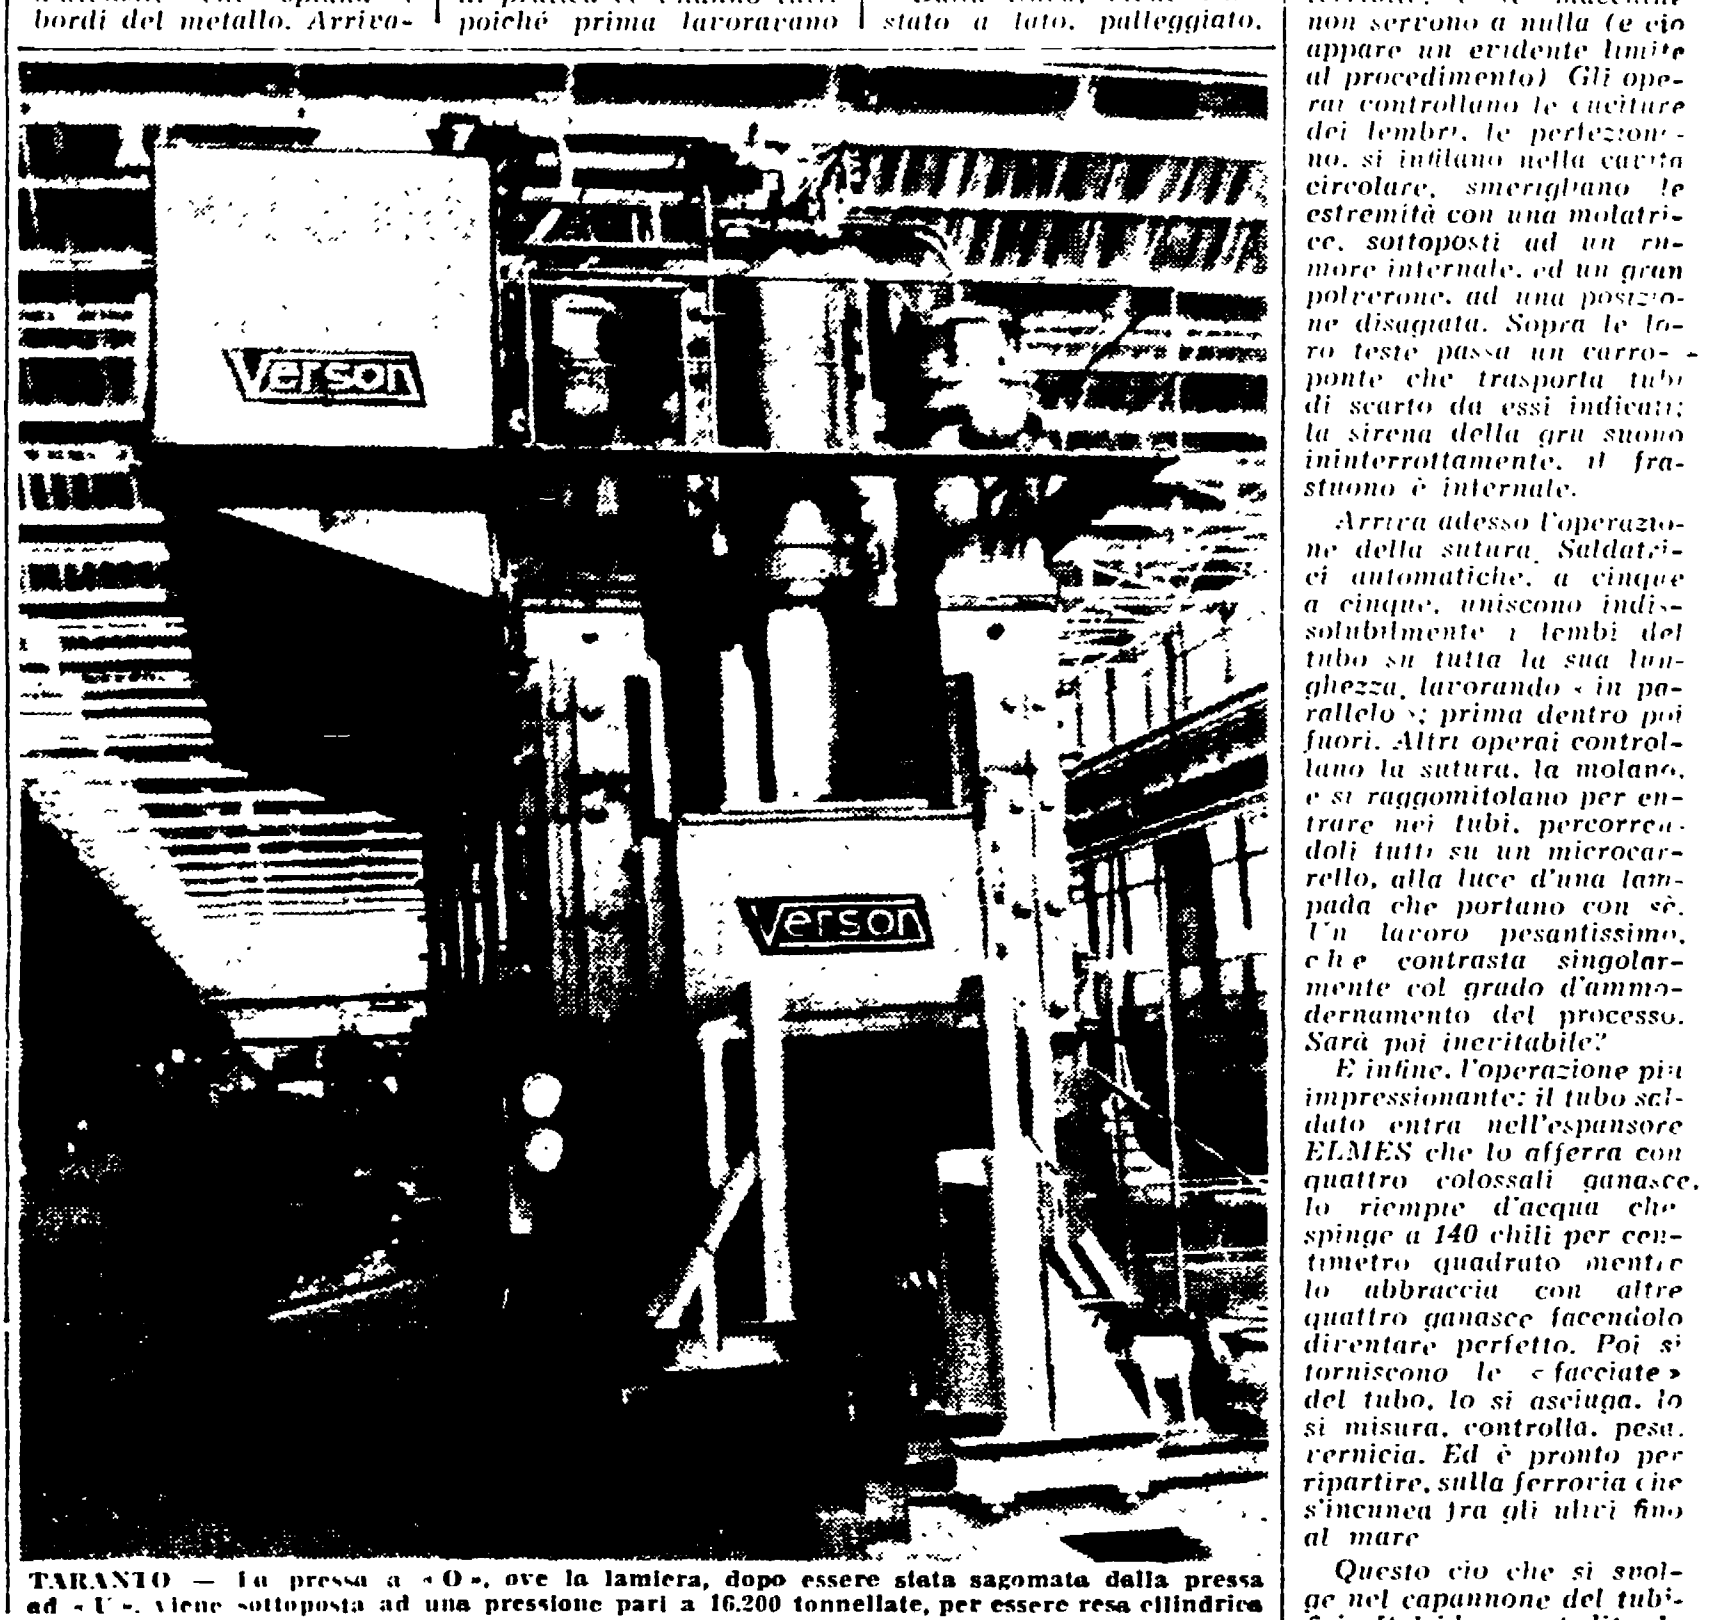 bordi del metallo. Arriva-
poiché prima lavoravano
stato a lato, palleggiato.
Verson
Verson
TARANTO — La pressa a «O», ove la lamiera, dopo essere stata sagomata dalla pressa
ad «U», viene sottoposta ad una pressione pari a 16.200 tonnellate, per essere resa cilindrica
non servono a nulla (e ciò
appare un evidente limite
al procedimento) Gli ope-
rai controllano le cuciture
dei lembi, le perfeziona-
no, si infilano nella cavità
circolare, smerigliano le
estremità con una molatri-
ce, sottoposti ad un ru-
more infernale, ed un gran
polverone, ad una posizio-
ne disagiata. Sopra le lo-
ro teste passa un carro-
ponte che trasporta tubi
di scarto da essi indicati;
la sirena della gru suona
ininterrottamente, il fra-
stuono è infernale.
Arriva adesso l'operazio-
ne della sutura. Saldatri-
ci automatiche, a cinque
a cinque, uniscono indis-
solubilmente i lembi del
tubo su tutta la sua lun-
ghezza, lavorando «in pa-
rallelo»; prima dentro poi
fuori. Altri operai control-
lano la sutura, la molano,
e si raggomitolano per en-
trare nei tubi, percorren-
doli tutti su un microcar-
rello, alla luce d'una lam-
pada che portano con sè.
Un lavoro pesantissimo,
che contrasta singolar-
mente col grado d'ammo-
dernamento del processo.
Sarà poi inevitabile?
E infine, l'operazione più
impressionante: il tubo sal-
dato entra nell'espansore
ELMES che lo afferra con
quattro colossali ganasce,
lo riempie d'acqua che
spinge a 140 chili per cen-
timetro quadrato mentre
lo abbraccia con altre
quattro ganasce facendolo
diventare perfetto. Poi si
forniscono le «facciate»
del tubo, lo si asciuga, lo
si misura, controlla, pesa,
vernicia. Ed è pronto per
ripartire, sulla ferrovia che
s'incunea fra gli ulivi fino
al mare
Questo ciò che si svol-
ge nel capannone del tubi-